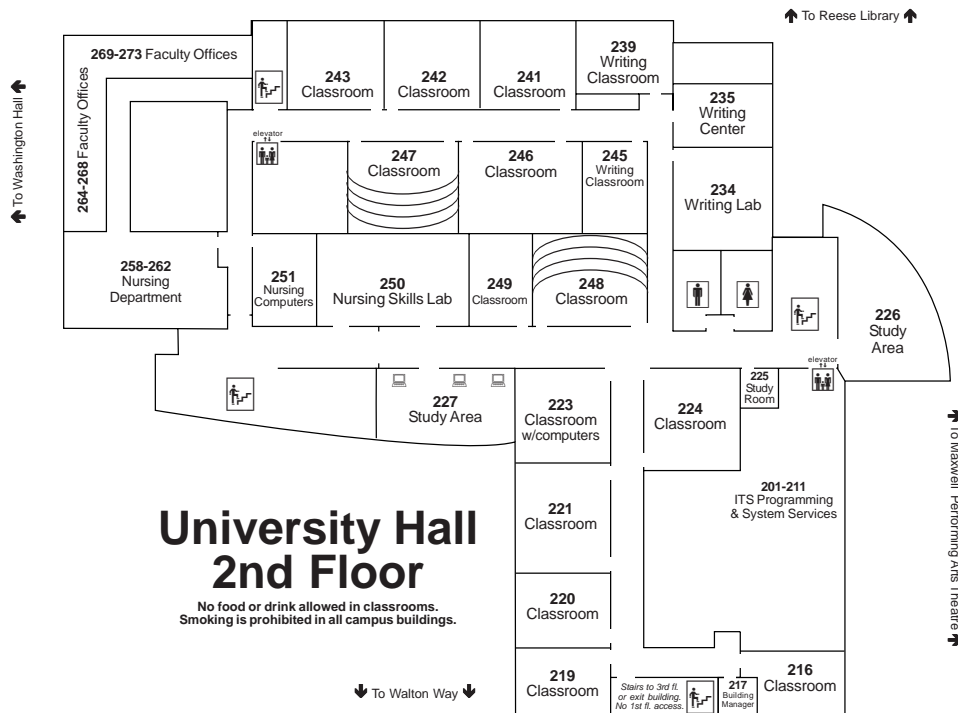 To Reese Library
269-273 Faculty Offices
264-268 Faculty Offices
To Washington Hall
243
Classroom
242
Classroom
241
Classroom
239
Writing
Classroom
235
Writing
Center
elevator
247
Classroom
246
Classroom
245
Writing
Classroom
234
Writing Lab
258-262
Nursing
Department
251
Nursing
Computers
250
Nursing Skills Lab
249
Classroom
248
Classroom
226
Study
Area
elevator
225
Study
Room
227
Study Area
223
Classroom
w/computers
224
Classroom
201-211
ITS Programming
& System Services
To Maxwell Performing Arts Theatre
221
Classroom
220
Classroom
219
Classroom
Stairs to 3rd fl.
or exit building.
No 1st fl. access.
217
Building
Manager
216
Classroom
University Hall
2nd Floor
No food or drink allowed in classrooms.
Smoking is prohibited in all campus buildings.
To Walton Way